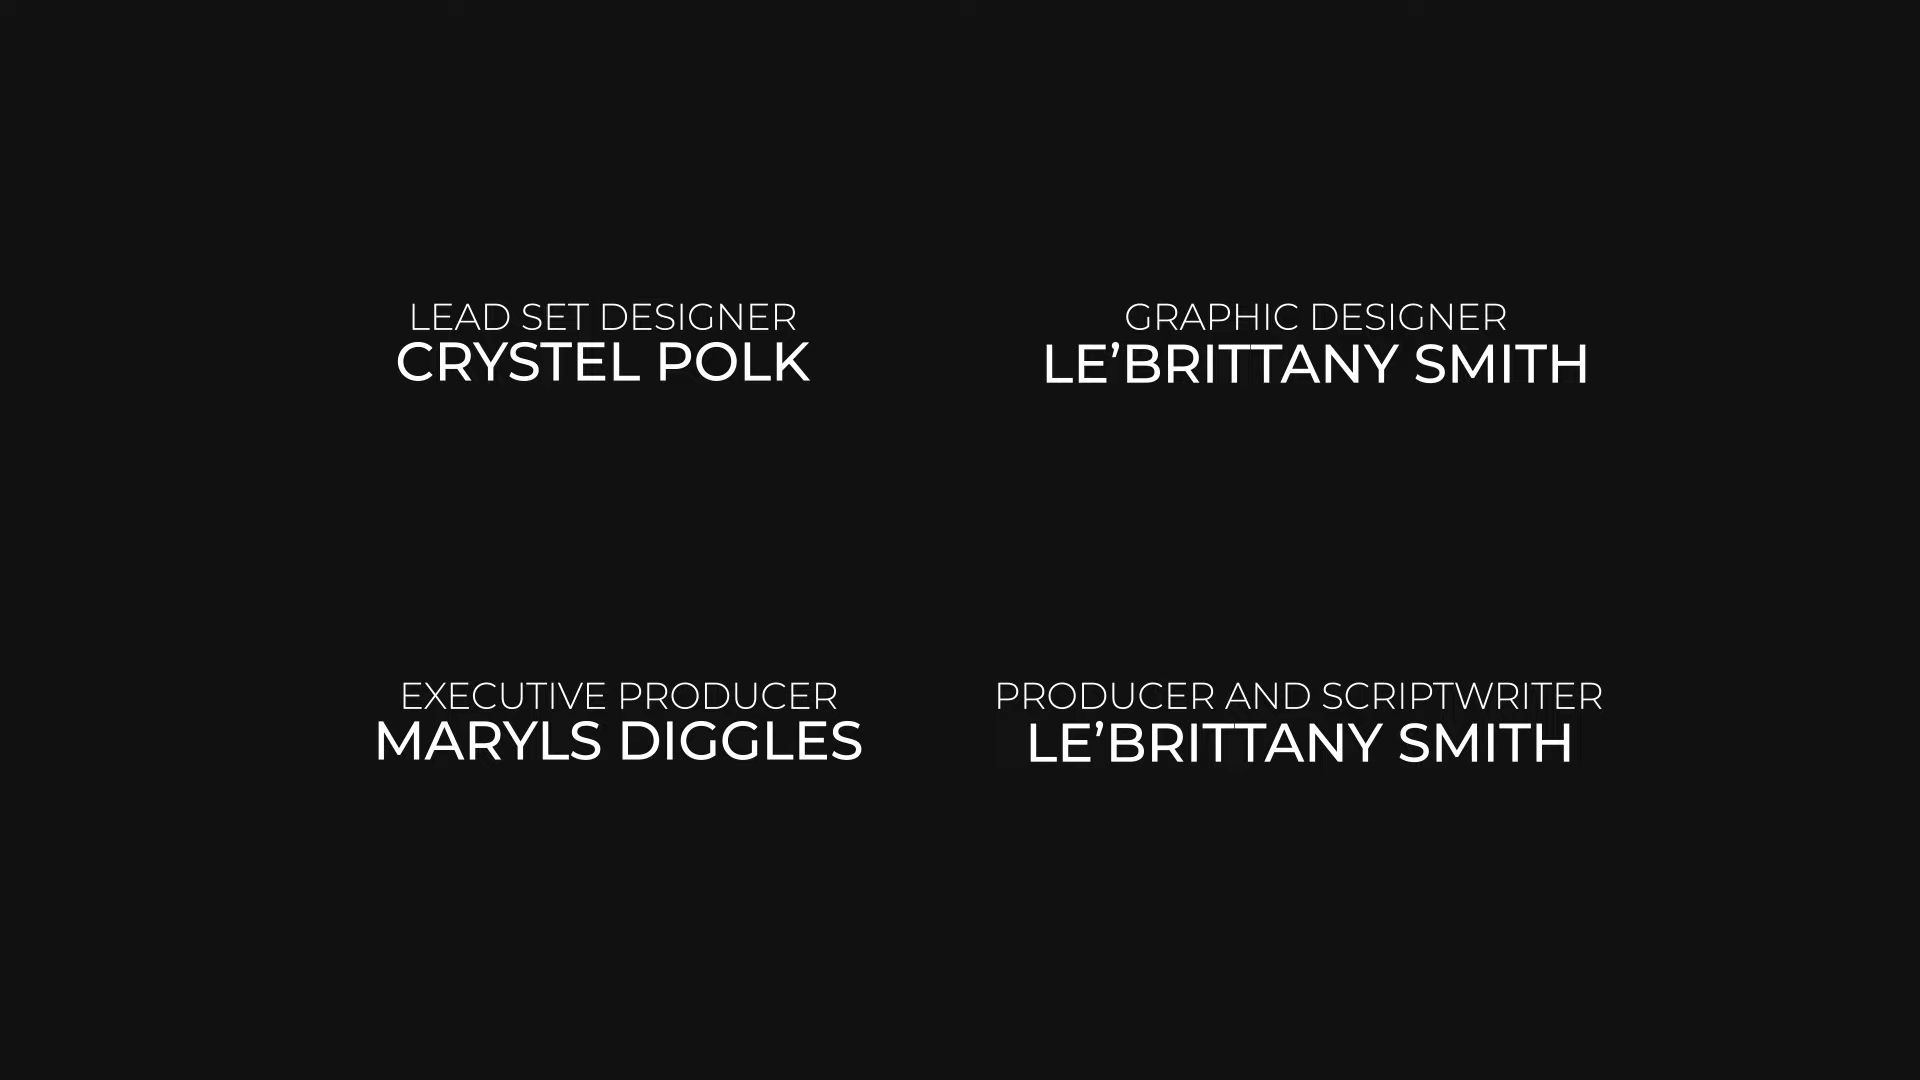 LEAD SET DESIGNER
CRYSTEL POLK
GRAPHIC DESIGNER
LE’BRITTANY SMITH
EXECUTIVE PRODUCER
MARYLS DIGGLES
PRODUCER AND SCRIPTWRITER
LE’BRITTANY SMITH